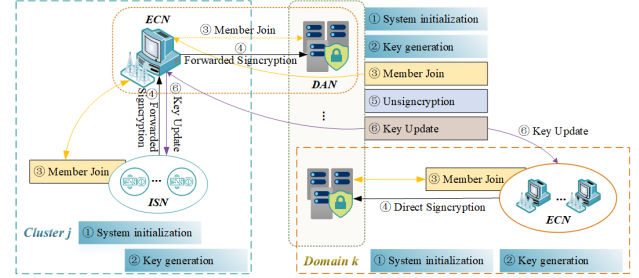 ECN
③ Member Join
④
Forwarded Signcryption
DAN
① System initialization
② Key generation
③ Member Join
⑤ Unsigncryption
⑥ Key Update
④ Forwarded
Signcryption
⑥ Key Update
③ Member Join
ISN
...
⑥ Key Update
③ Member Join
④ Direct Signcryption
ECN
Cluster j
① System initialization
② Key generation
Domain k
① System initialization
② Key generation